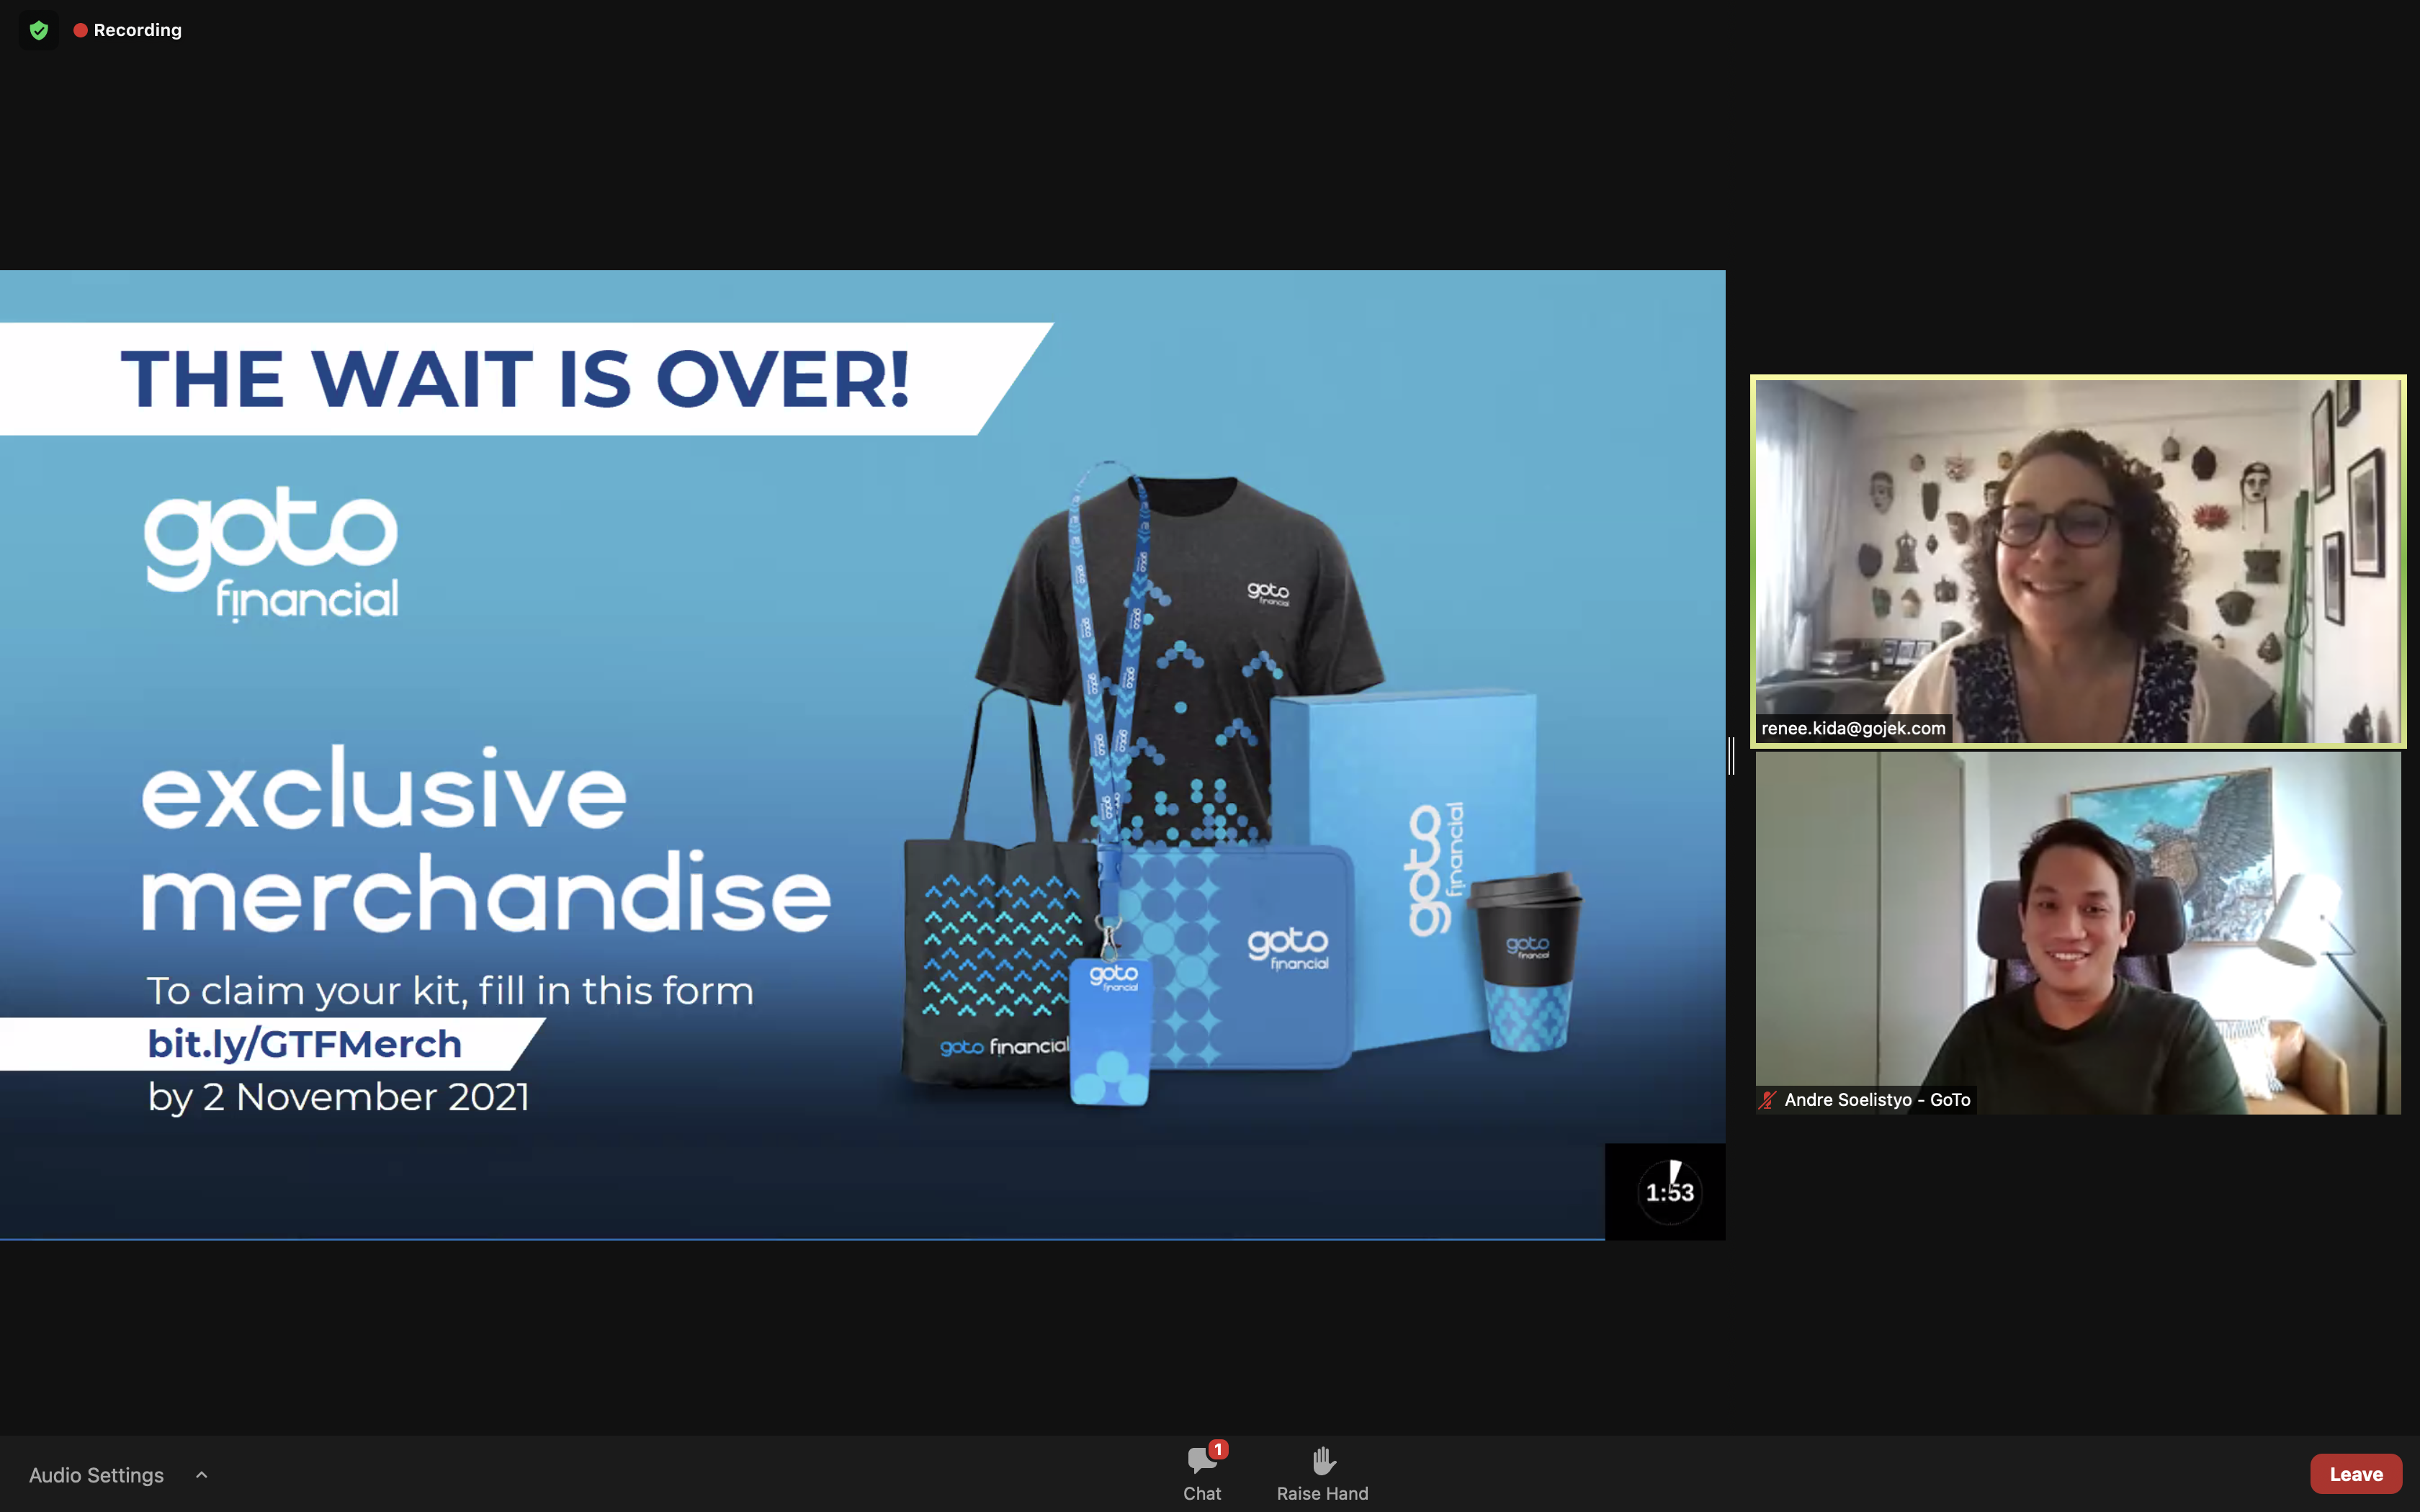 Recording
THE WAIT IS OVER!
goto
financial
exclusive
merchandise
To claim your kit, fill in this form
bit.ly/GTFMerch
by 2 November 2021
goto
financial
goto
financial
goto
financial
goto
financial
goto
financial
goto financial
1:53
renee.kida@gojek.com
Andre Soelistyo - GoTo
Audio Settings
1
Chat
Raise Hand
Leave